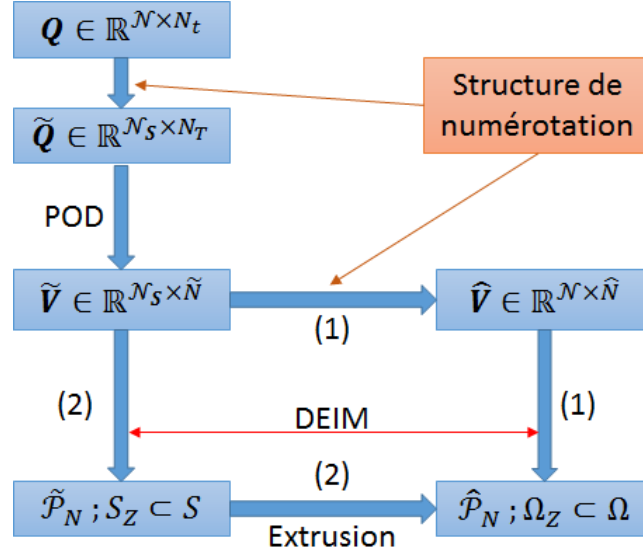 𝑸 ∈ ℝ^{𝒩×N_t}
Structure de
numérotation
𝑸̃ ∈ ℝ^{𝒩_S×N_T}
POD
𝑽̃ ∈ ℝ^{𝒩_S×Ñ}
(1)
𝑽̂ ∈ ℝ^{𝒩×N̂}
(2)
DEIM
(1)
𝒫̃_N ; S_Z ⊂ S
(2)
Extrusion
𝒫̂_N ; Ω_Z ⊂ Ω